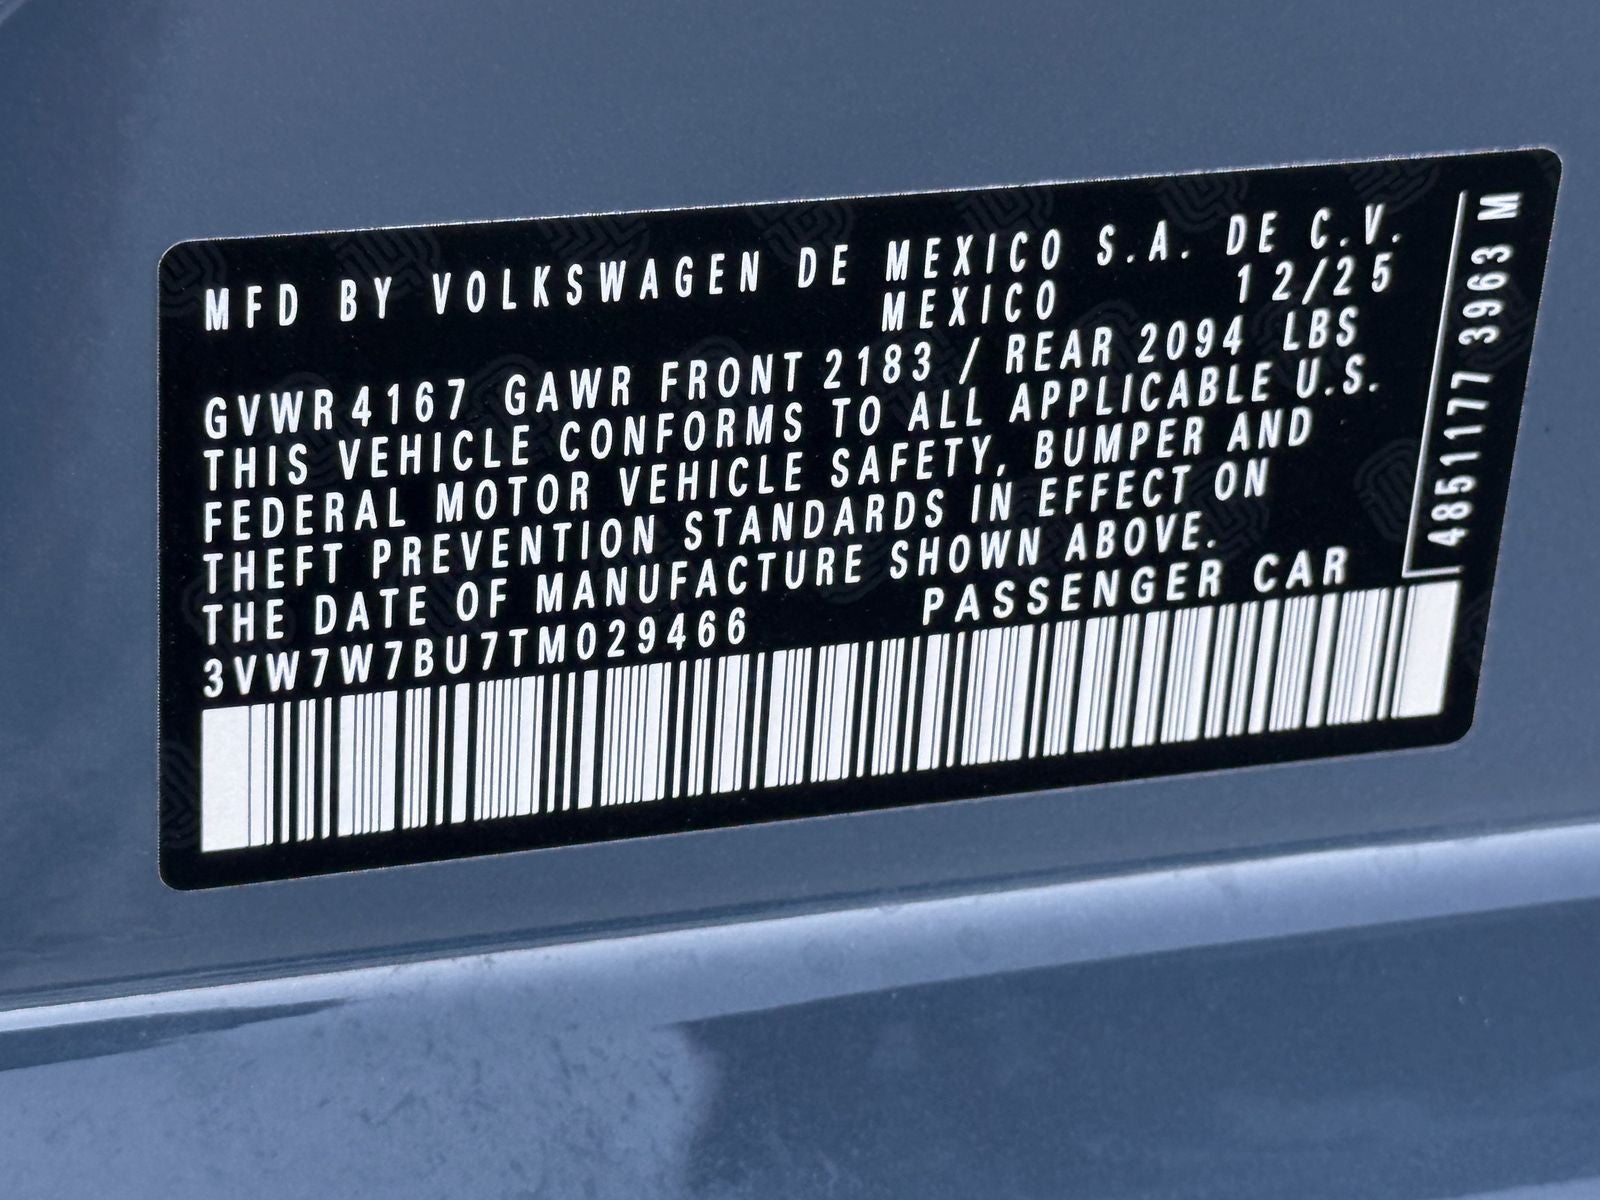 MFD BY VOLKSWAGEN DE MEXICO S.A. DE C.V.
MEXICO 12/25
GVWR 4167 GAWR FRONT 2183 / REAR 2094 LBS
THIS VEHICLE CONFORMS TO ALL APPLICABLE U.S.
FEDERAL MOTOR VEHICLE SAFETY, BUMPER AND
THEFT PREVENTION STANDARDS IN EFFECT ON
THE DATE OF MANUFACTURE SHOWN ABOVE.
3VW7W7BU7TM029466 PASSENGER CAR
4851177 3963 M